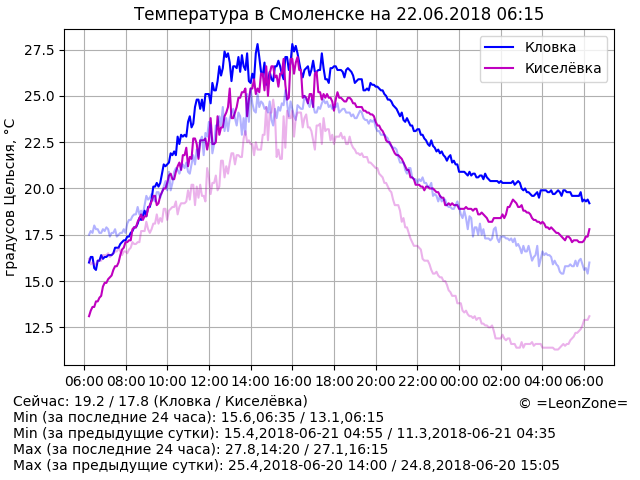 Температура в Смоленске на 22.06.2018 06:15
Кловка
Киселёвка
градусов Цельсия, °C
27.5
25.0
22.5
20.0
17.5
15.0
12.5
06:00 08:00 10:00 12:00 14:00 16:00 18:00 20:00 22:00 00:00 02:00 04:00 06:00
Сейчас: 19.2 / 17.8 (Кловка / Киселёвка)
© =LeonZone=
Min (за последние 24 часа): 15.6,06:35 / 13.1,06:15
Min (за предыдущие сутки): 15.4,2018-06-21 04:55 / 11.3,2018-06-21 04:35
Max (за последние 24 часа): 27.8,14:20 / 27.1,16:15
Max (за предыдущие сутки): 25.4,2018-06-20 14:00 / 24.8,2018-06-20 15:05